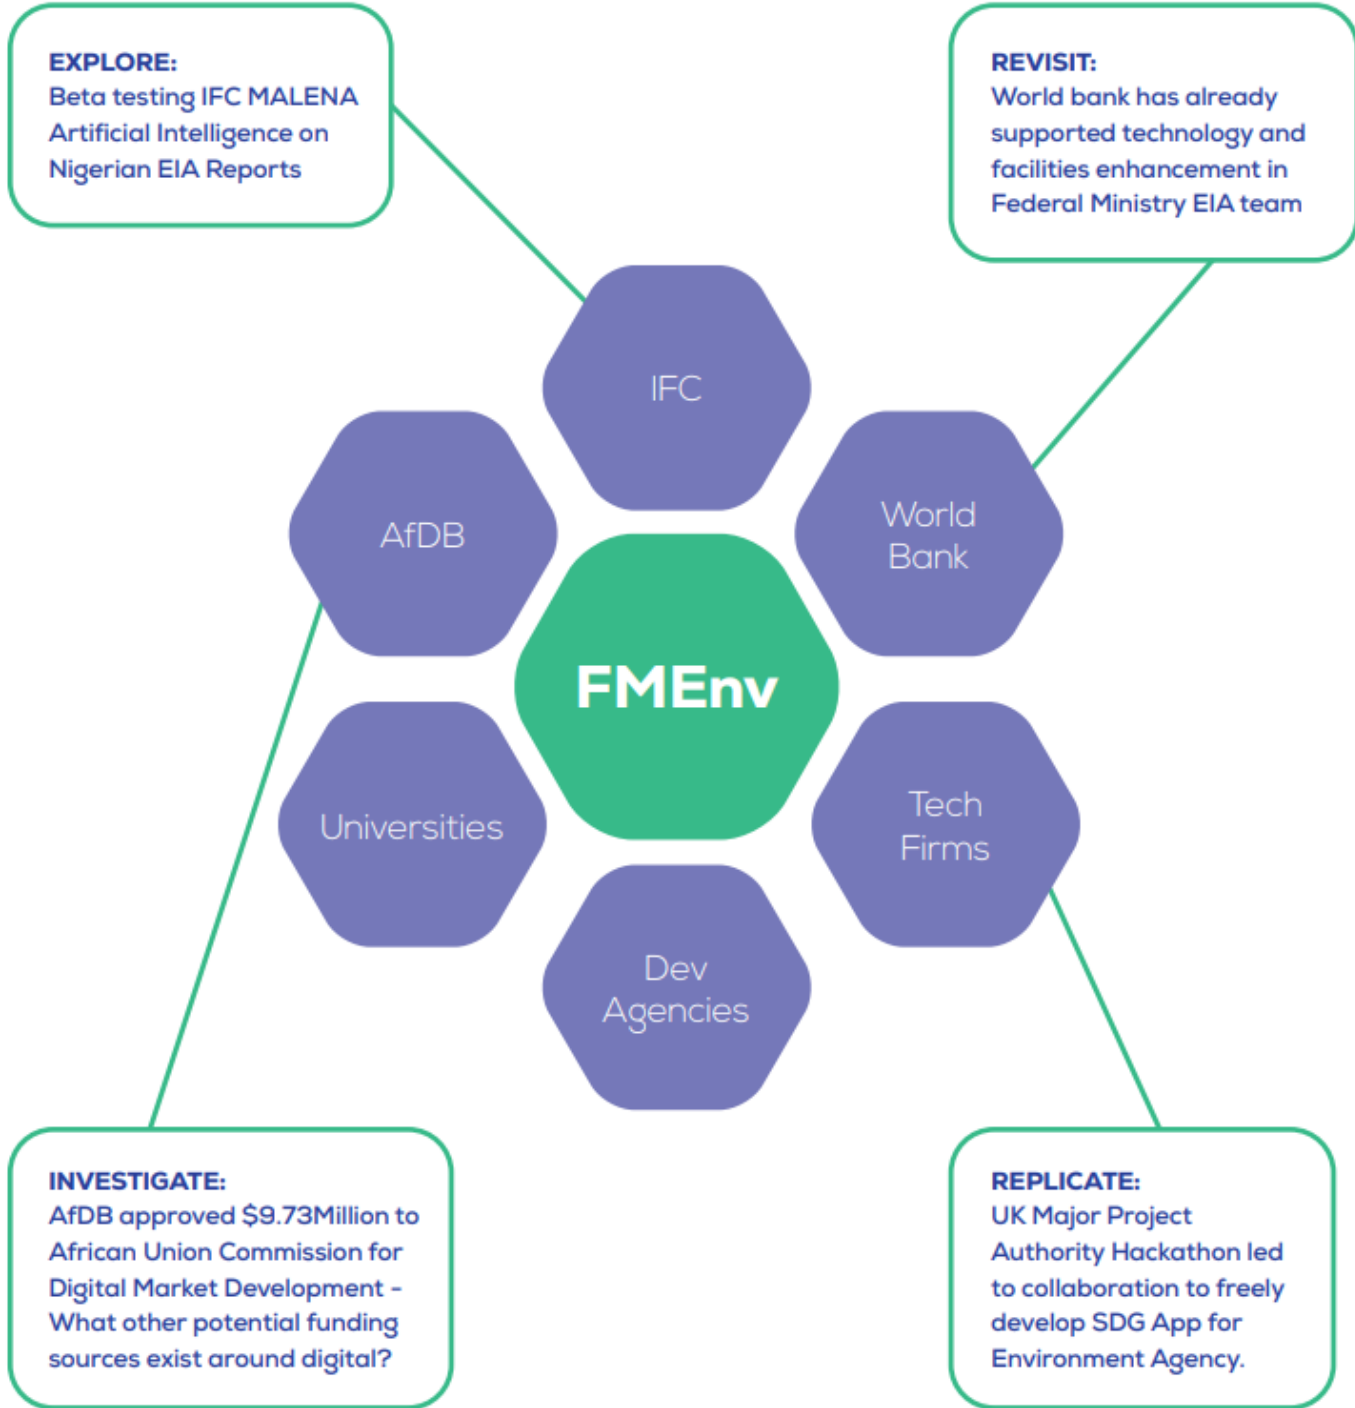 EXPLORE:
Beta testing IFC MALENA
Artificial Intelligence on
Nigerian EIA Reports
REVISIT:
World bank has already
supported technology and
facilities enhancement in
Federal Ministry EIA team
IFC
AfDB
World
Bank
FMEnv
Universities
Tech
Firms
Dev
Agencies
INVESTIGATE:
AfDB approved $9.73Million to
African Union Commission for
Digital Market Development -
What other potential funding
sources exist around digital?
REPLICATE:
UK Major Project
Authority Hackathon led
to collaboration to freely
develop SDG App for
Environment Agency.